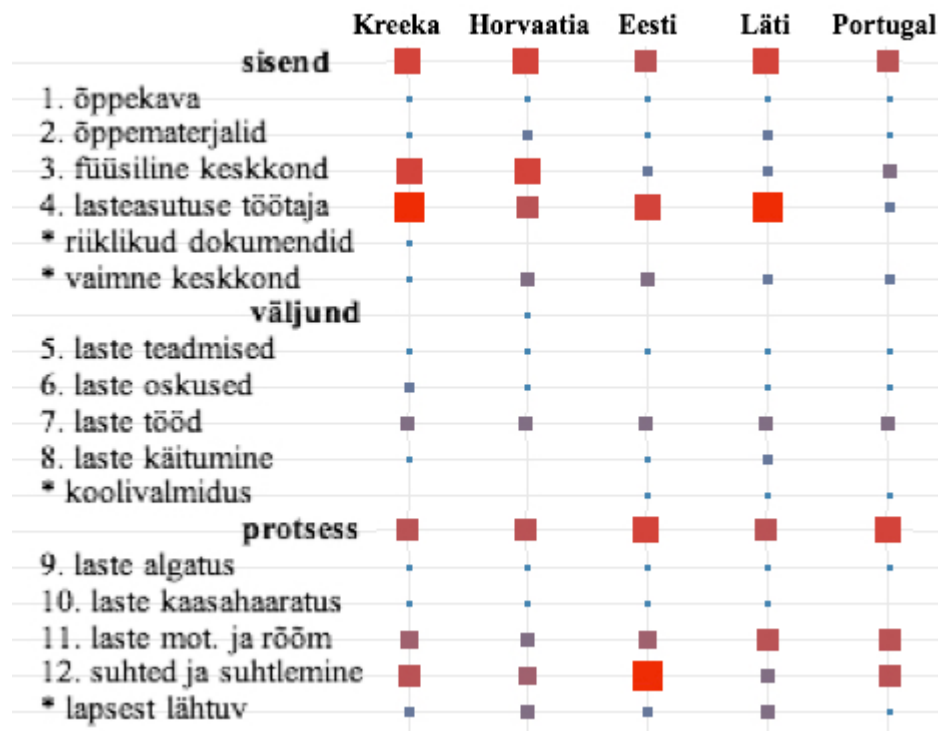 Kreeka Horvaatia Eesti Läti Portugal
sisend
1. õppekava
2. õppematerjalid
3. füüsiline keskkond
4. lasteasutuse töötaja
* riiklikud dokumendid
* vaimne keskkond
väljund
5. laste teadmised
6. laste oskused
7. laste tööd
8. laste käitumine
* koolivalmidus
protsess
9. laste algatus
10. laste kaasahaaratus
11. laste mot. ja rõõm
12. suhted ja suhtlemine
* lapsest lähtuv